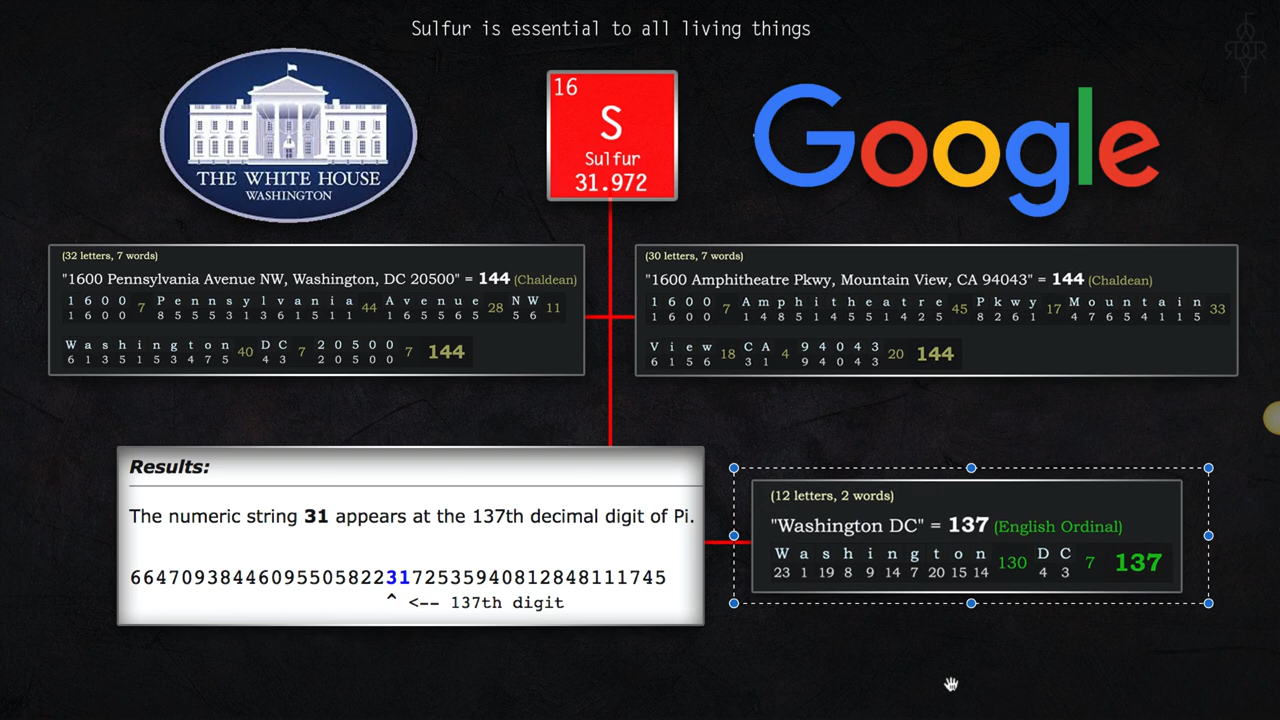 Sulfur is essential to all living things
THE WHITE HOUSE
WASHINGTON
16
S
Sulfur
31.972
Google
(32 letters, 7 words)
"1600 Pennsylvania Avenue NW, Washington, DC 20500" = 144 (Chaldean)
1 6 0 0 P e n n s y l v a n i a A v e n u e N W
1 6 0 0 7 8 5 5 5 3 1 3 6 1 5 1 1 44 1 6 5 5 6 5 28 5 6 11
W a s h i n g t o n D C 2 0 5 0 0
6 1 3 5 1 5 3 4 7 5 40 4 3 7 2 0 5 0 0 7 144
(30 letters, 7 words)
"1600 Amphitheatre Pkwy, Mountain View, CA 94043" = 144 (Chaldean)
1 6 0 0 A m p h i t h e a t r e P k w y M o u n t a i n
1 6 0 0 7 1 4 8 5 1 4 5 5 1 4 2 5 45 8 2 6 1 17 4 7 6 5 4 1 1 5 33
V i e w C A 9 4 0 4 3
6 1 5 6 18 3 1 4 9 4 0 4 3 20 144
Results:
The numeric string 31 appears at the 137th decimal digit of Pi.
66470938446095505822317253594081284811 1745
^ <-- 137th digit
(12 letters, 2 words)
"Washington DC" = 137 (English Ordinal)
W a s h i n g t o n D C
23 1 19 8 9 14 7 20 15 14 130 4 3 7 137